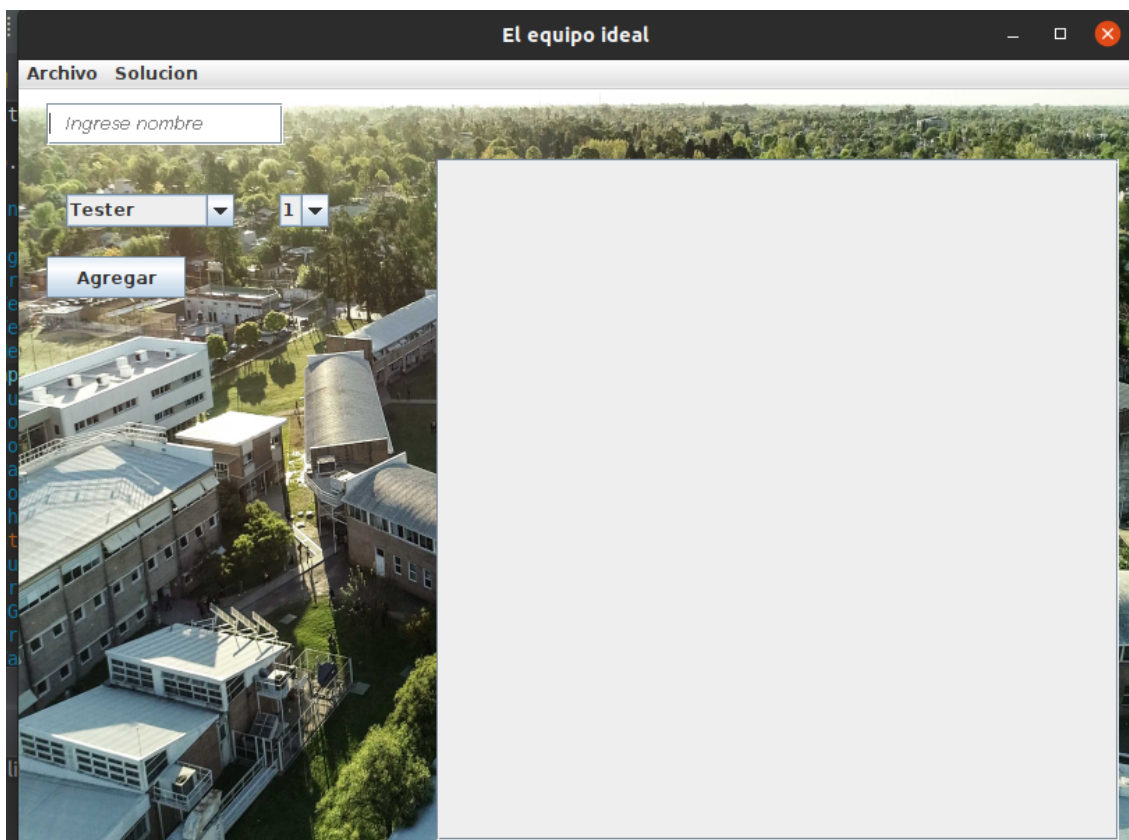 El equipo ideal
Archivo Solucion
Ingrese nombre
Tester 1
Agregar